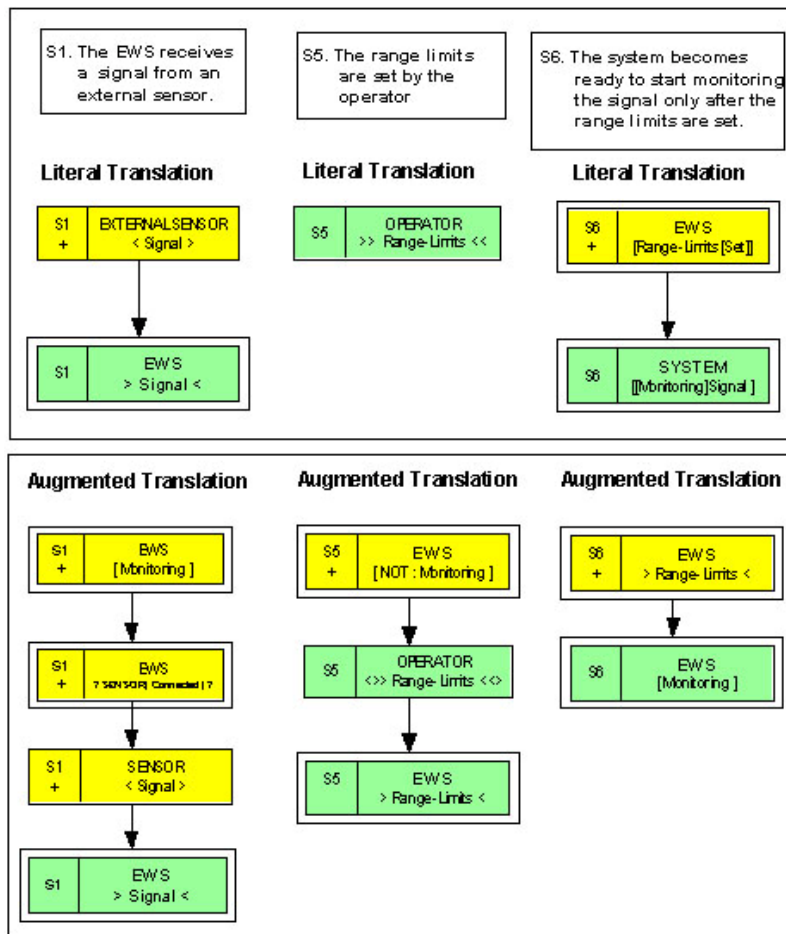 S1. The EWS receives
a signal from an
external sensor.
S5. The range limits
are set by the
operator
S6. The system becomes
ready to start monitoring
the signal only after the
range limits are set.
Literal Translation
Literal Translation
Literal Translation
S1
+
EXTERNALSENSOR
< Signal >
S1
EWS
> Signal <
S5
OPERATOR
>> Range-Limits <<
S6
+
EWS
[Range-Limits[Set]]
S6
SYSTEM
[[Monitoring]Signal ]
Augmented Translation
Augmented Translation
Augmented Translation
S1
+
EWS
[ Monitoring ]
S1
+
EWS
? SENSOR[ Connected ] ?
S1
+
SENSOR
< Signal >
S1
EWS
> Signal <
S5
+
EWS
[ NOT : Monitoring ]
S5
OPERATOR
<>> Range-Limits <<>
S5
EWS
> Range-Limits <
S6
+
EWS
> Range-Limits <
S6
EWS
[Monitoring ]